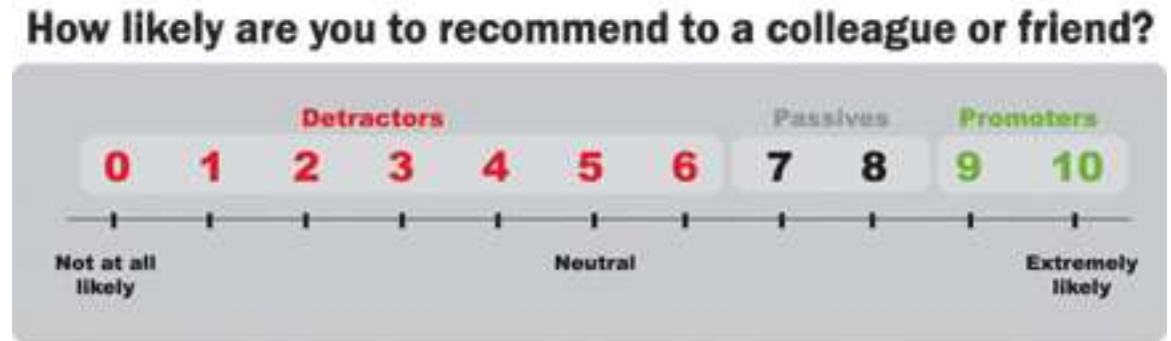 How likely are you to recommend to a colleague or friend?
Detractors Passives Promoters
0 1 2 3 4 5 6 7 8 9 10
Not at all Neutral Extremely
likely likely